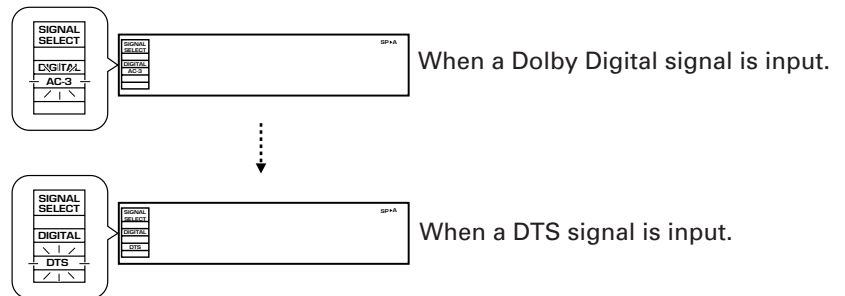 SIGNAL
SELECT
DIGITAL
AC-3
SIGNAL
SELECT
DIGITAL
AC-3
SP►A
When a Dolby Digital signal is input.
SIGNAL
SELECT
DIGITAL
DTS
SIGNAL
SELECT
DIGITAL
DTS
SP►A
When a DTS signal is input.